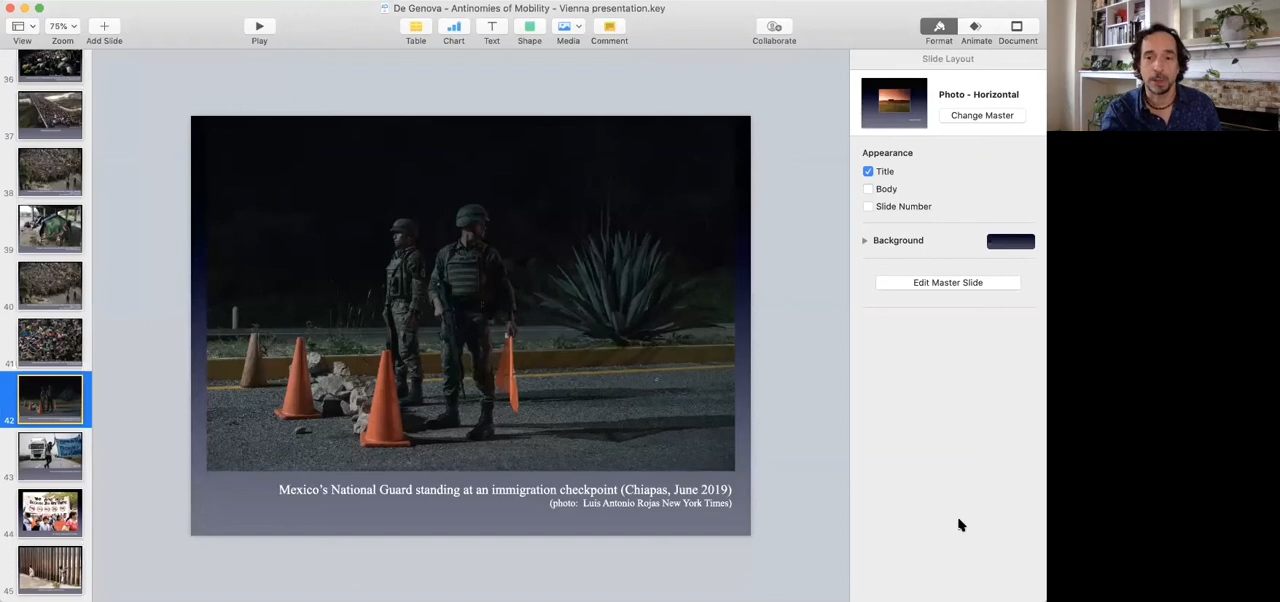 De Genova - Antinomies of Mobility - Vienna presentation.key
75%
View
Zoom
Add Slide
Play
Table
Chart
Text
Shape
Media
Comment
Collaborate
Format
Animate
Document
Slide Layout
Photo - Horizontal
Change Master
Appearance
Title
Body
Slide Number
Background
Edit Master Slide
36
37
38
39
40
41
42
43
44
45
Mexico's National Guard standing at an immigration checkpoint (Chiapas, June 2019)
(photo: Luis Antonio Rojas New York Times)